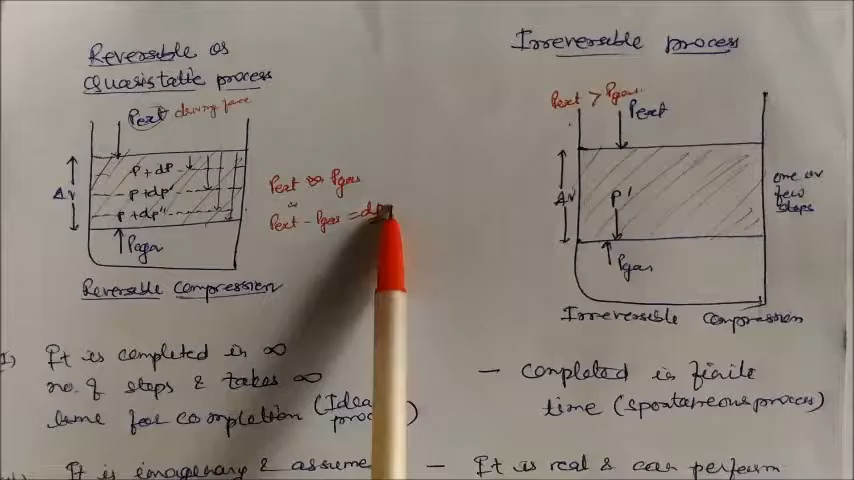 Reversible or
Quasistatic process
Pext driving force
P+dP
P+dP'
P+dP''
ΔV
Pgas
Reversible compression
Pext ≈ Pgas
or
Pext - Pgas = dP
Irreversible process
Pext > Pgas
Pext
ΔV
P'
one or
few
steps
Pgas
Irreversible compression
I) It is completed in ∞
no. of steps & takes ∞
time for completion (Ideal
process)
- completed in finite
time (spontaneous process)
It is imagenary & assume
- It is real & can perform